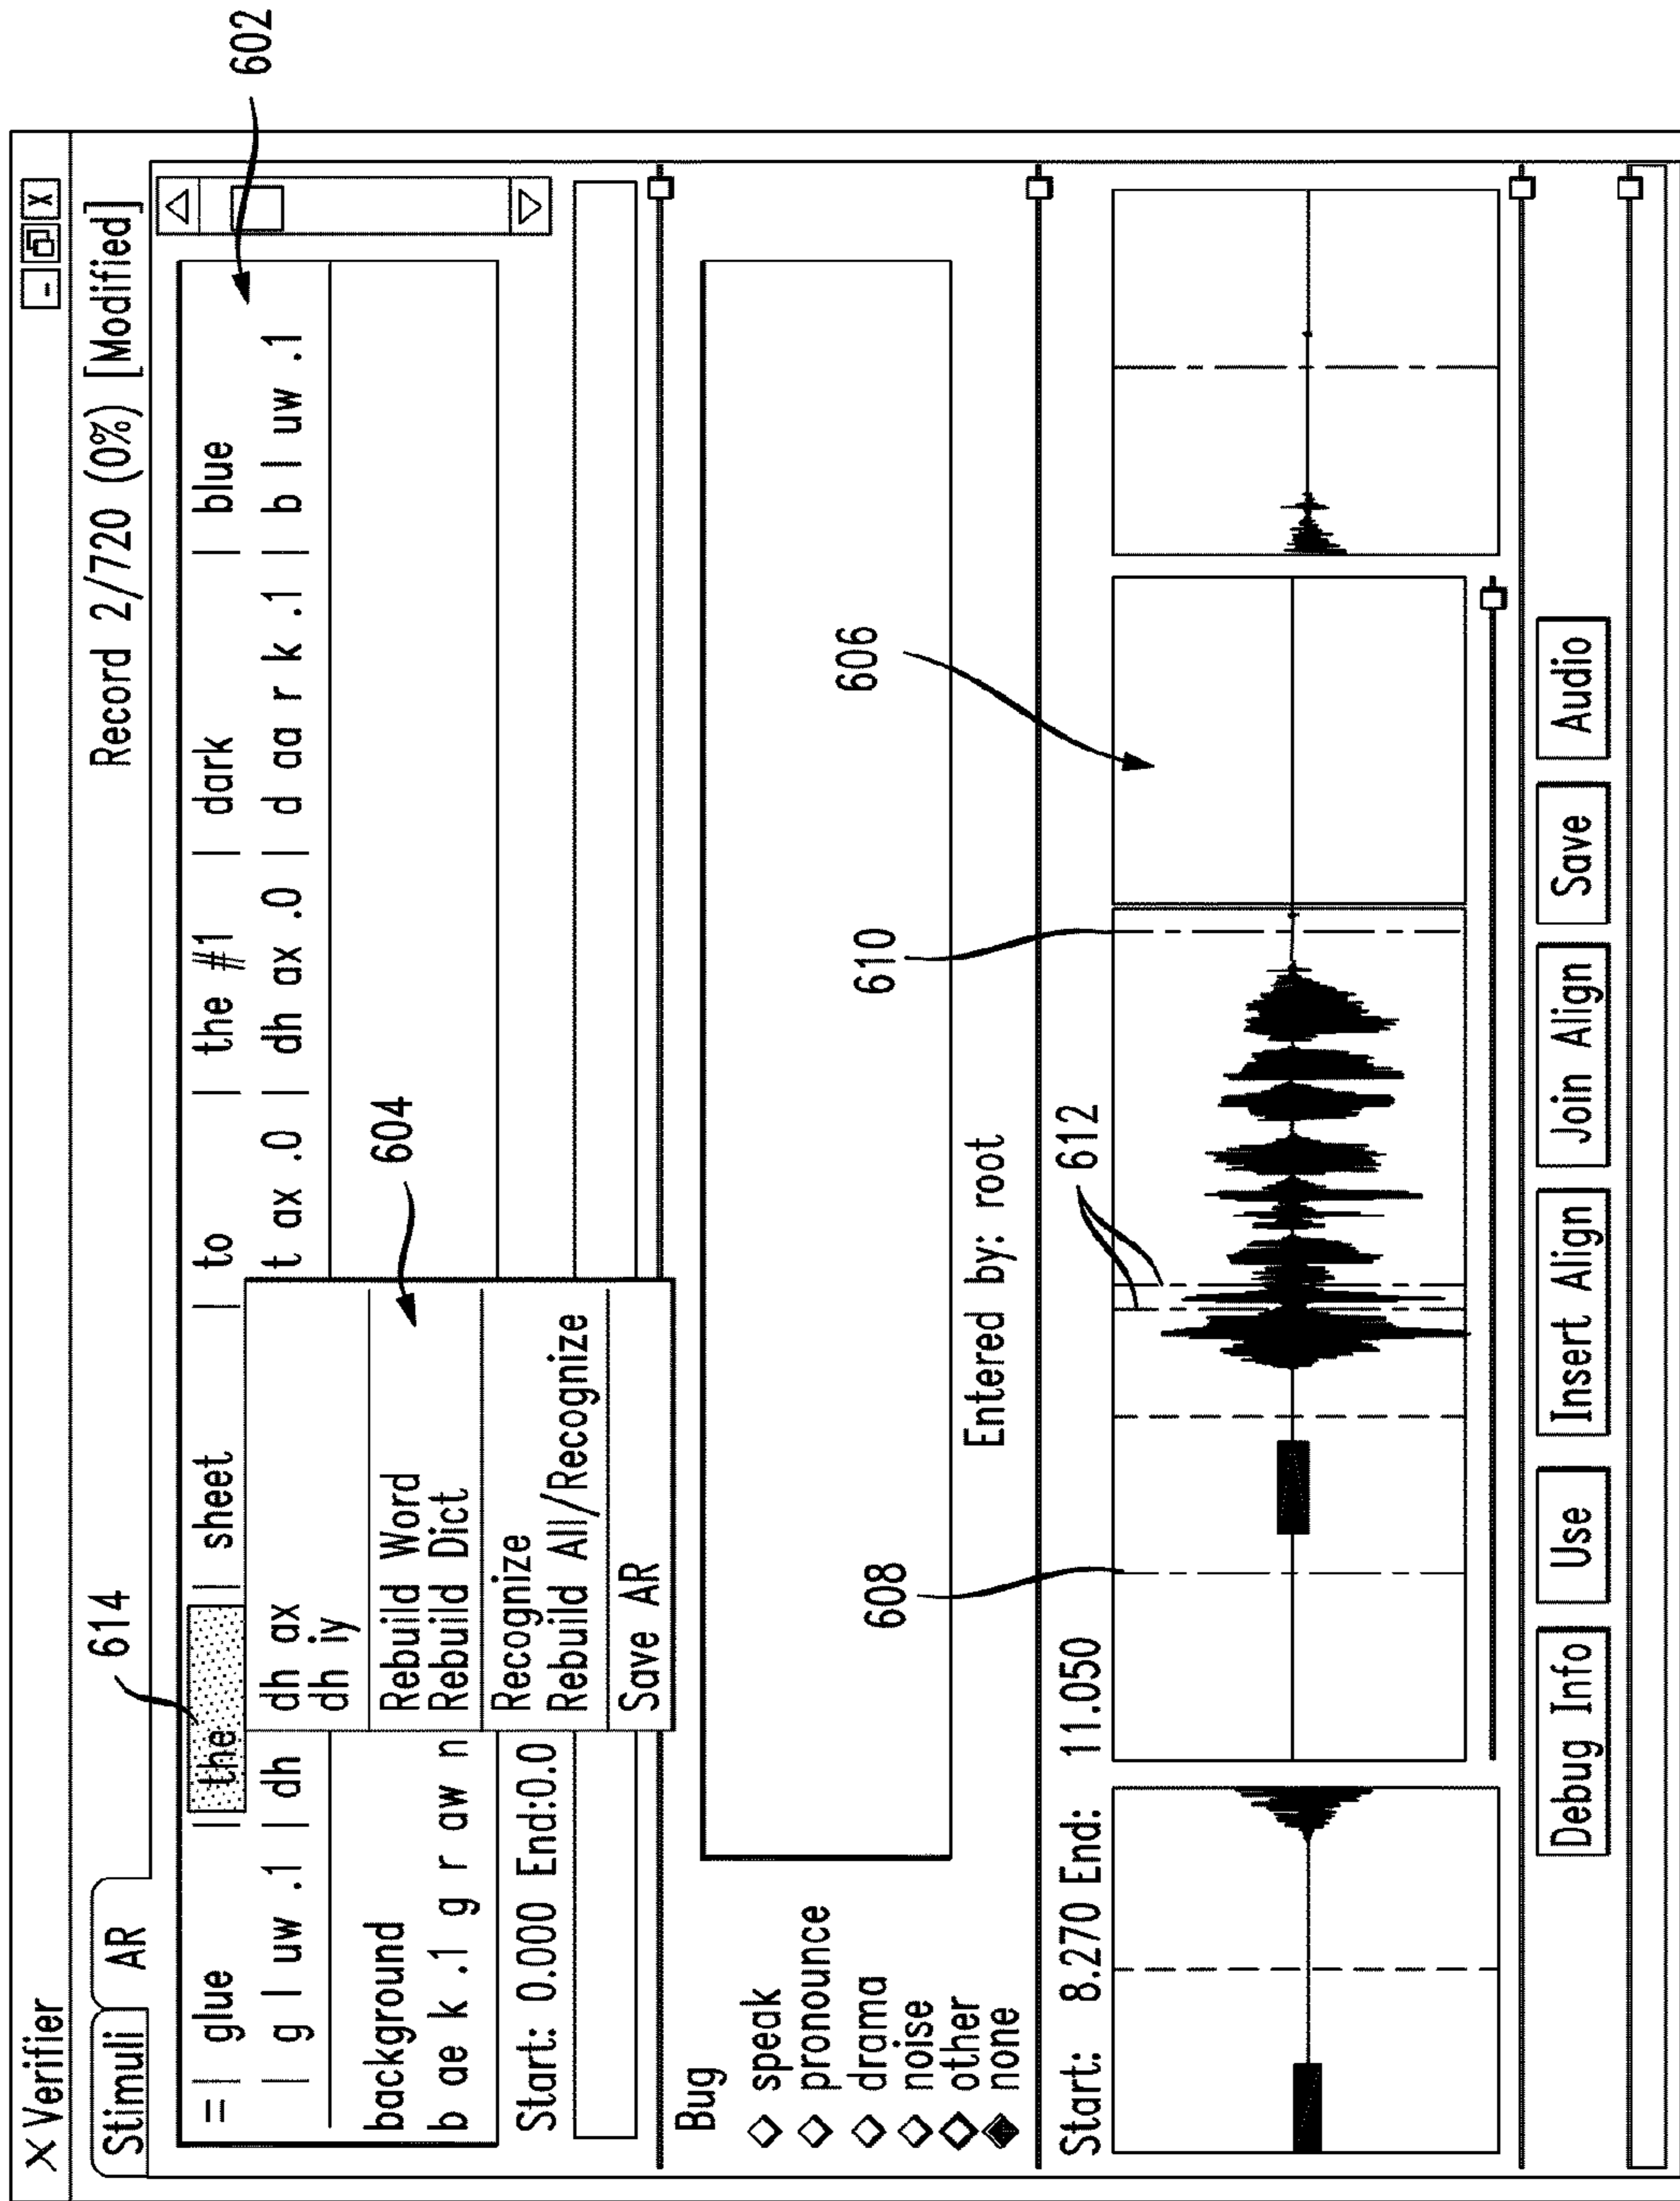 X Verifier
Stimuli AR Record 2/720 (0%) [Modified]
= | glue | the | sheet | to | the #1 | dark | blue
| g l uw .1 | dh t ax .0 | dh ax .0 | d aa r k .1 | b l uw .1
dh ax
dh iy
Rebuild Word
Rebuild Dict
Recognize
Rebuild All/Recognize
Save AR
background
b ae k .1 g r aw n
Start: 0.000 End:0.0
Bug
speak
pronounce
drama
noise
other
none
Entered by: root
Start: 8.270 End: 11.050
Debug Info Use Insert Align Join Align Save Audio
602
604
606
608
610
612
614